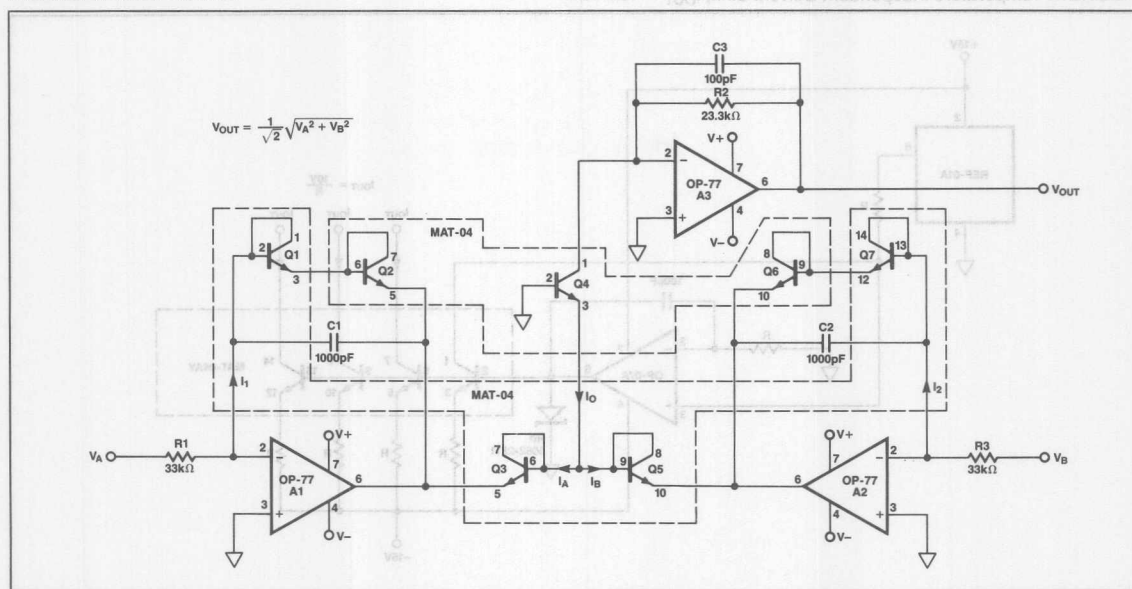 C3
100pF
R2
23.3kΩ
V_OUT = 1/√2 √(V_A² + V_B²)
V+
2
−
7
OP-77
A3
6
V_OUT
3
+
4
V−
MAT-04
1
2
Q1
3
7
6
Q2
5
1
2
Q4
3
8
9
Q6
10
14
13
Q7
12
C1
1000pF
C2
1000pF
I₁
MAT-04
I_O
I₂
V_A
R1
33kΩ
2
−
V+
7
OP-77
A1
6
3
+
4
V−
7
Q3
6
5
I_A
I_B
8
9
Q5
10
V+
7
2
−
OP-77
A2
6
3
+
4
V−
R3
33kΩ
V_B